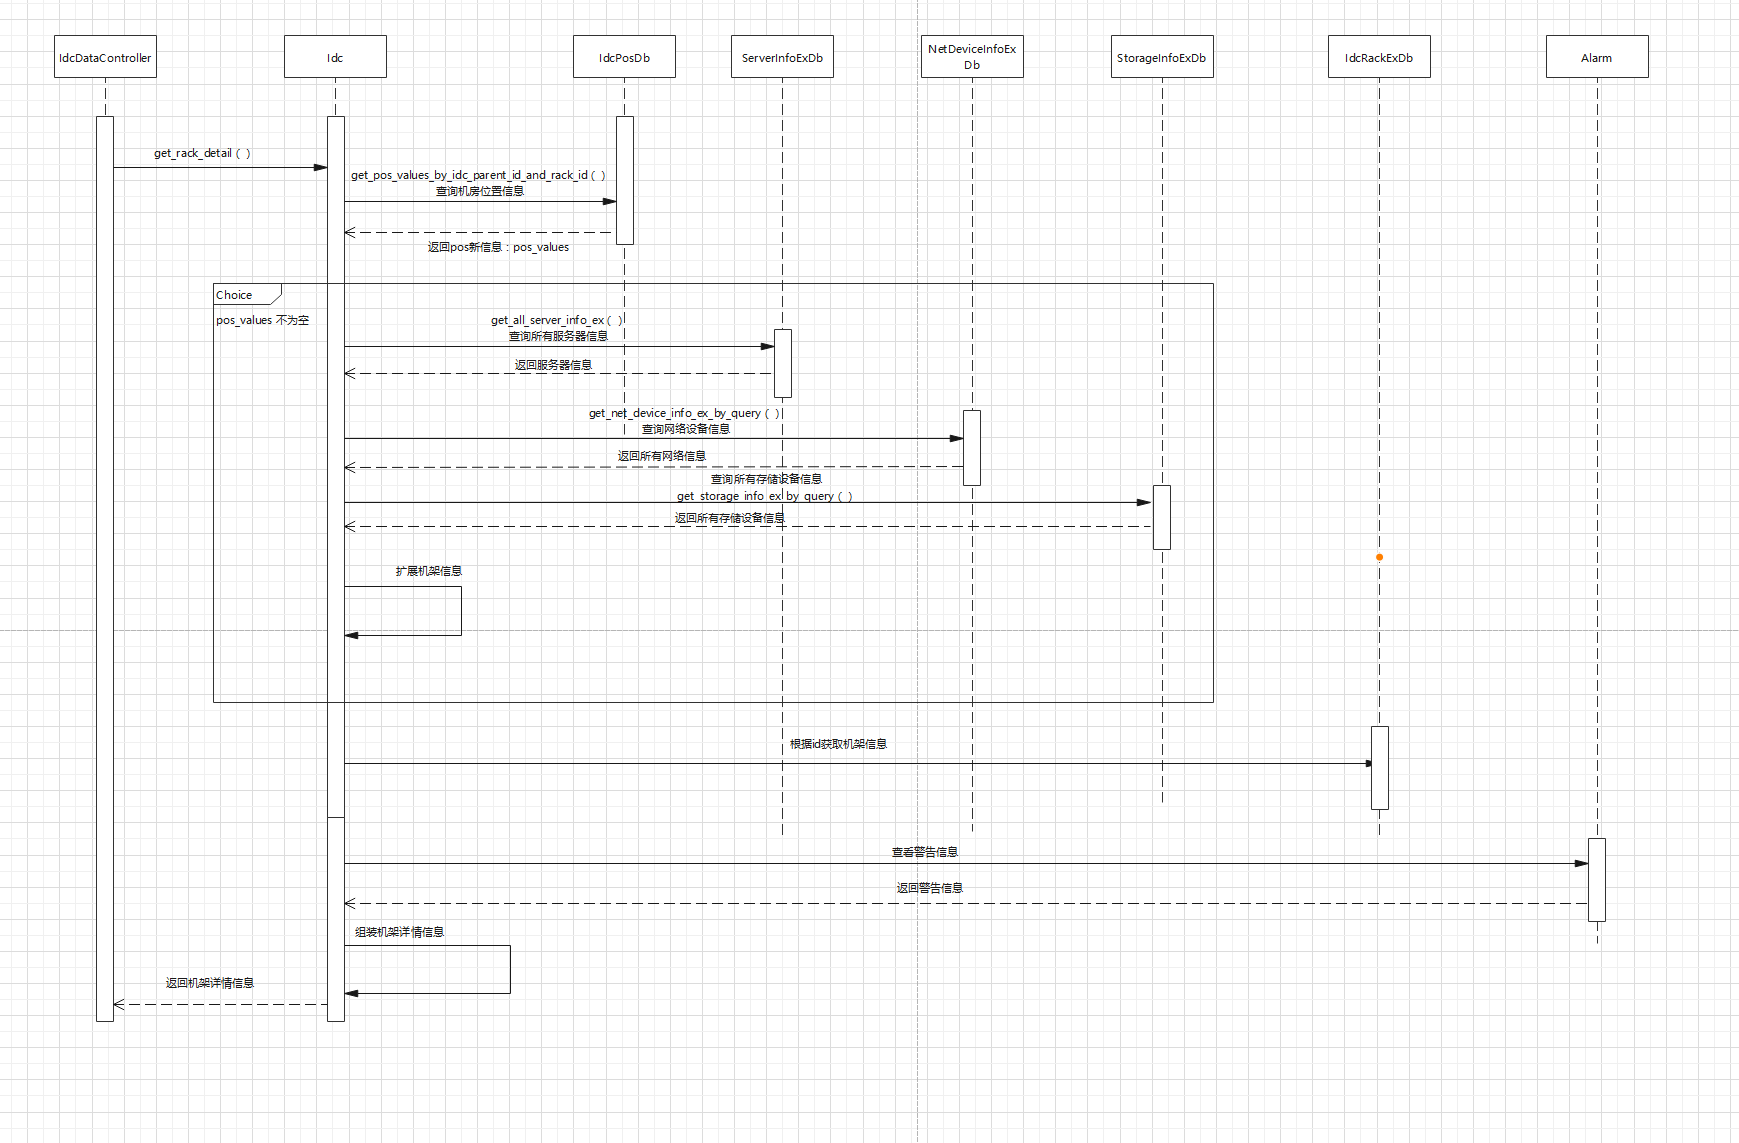 IdcDataController
Idc
IdcPosDb
ServerInfoExDb
NetDeviceInfoEx
Db
StorageInfoExDb
IdcRackExDb
Alarm
get_rack_detail（ ）
get_pos_values_by_idc_parent_id_and_rack_id（ ）
查询机房位置信息
返回pos新信息：pos_values
Choice
pos_values 不为空
get_all_server_info_ex（ ）
查询所有服务器信息
返回服务器信息
get_net_device_info_ex_by_query（ ）
查询网络设备信息
返回所有网络信息
查询所有存储设备信息
get_storage_info_ex_by_query（ ）
返回所有存储设备信息
扩展机架信息
根据id获取机架信息
查看警告信息
返回警告信息
组装机架详情信息
返回机架详情信息